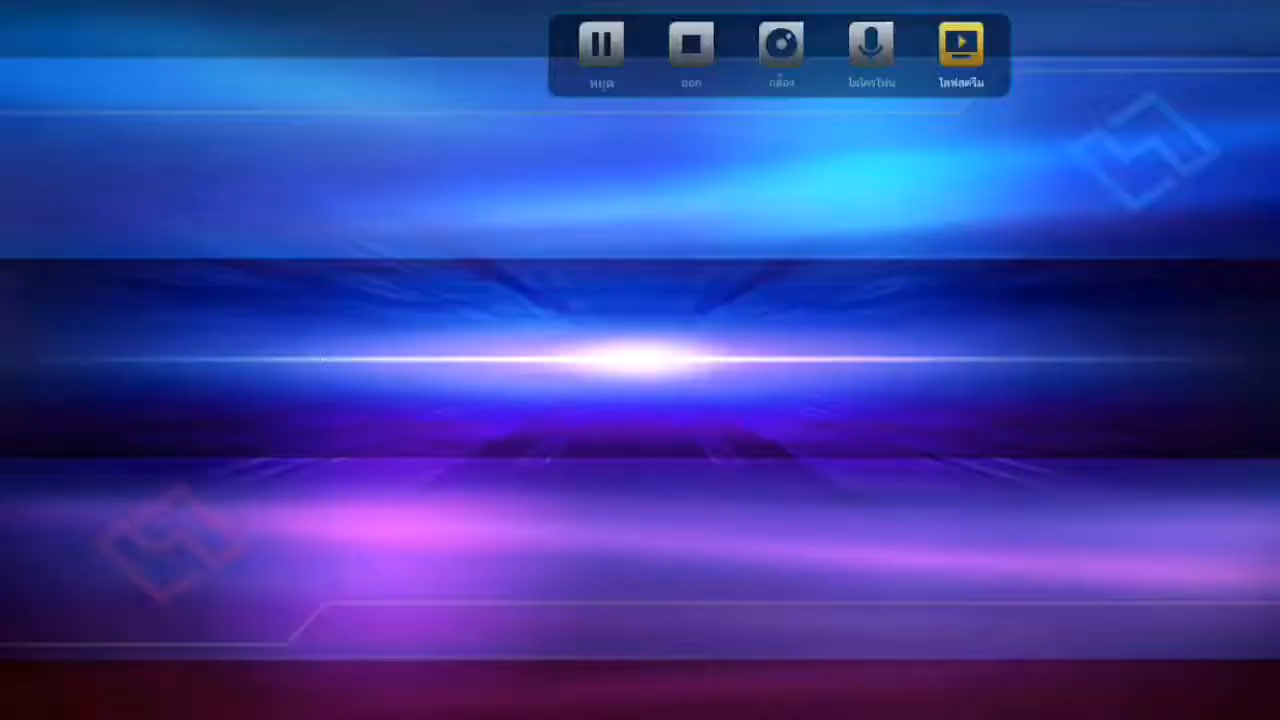 หยุด
ออก
กล้อง
ไมโครโฟน
ไลฟ์สตรีม